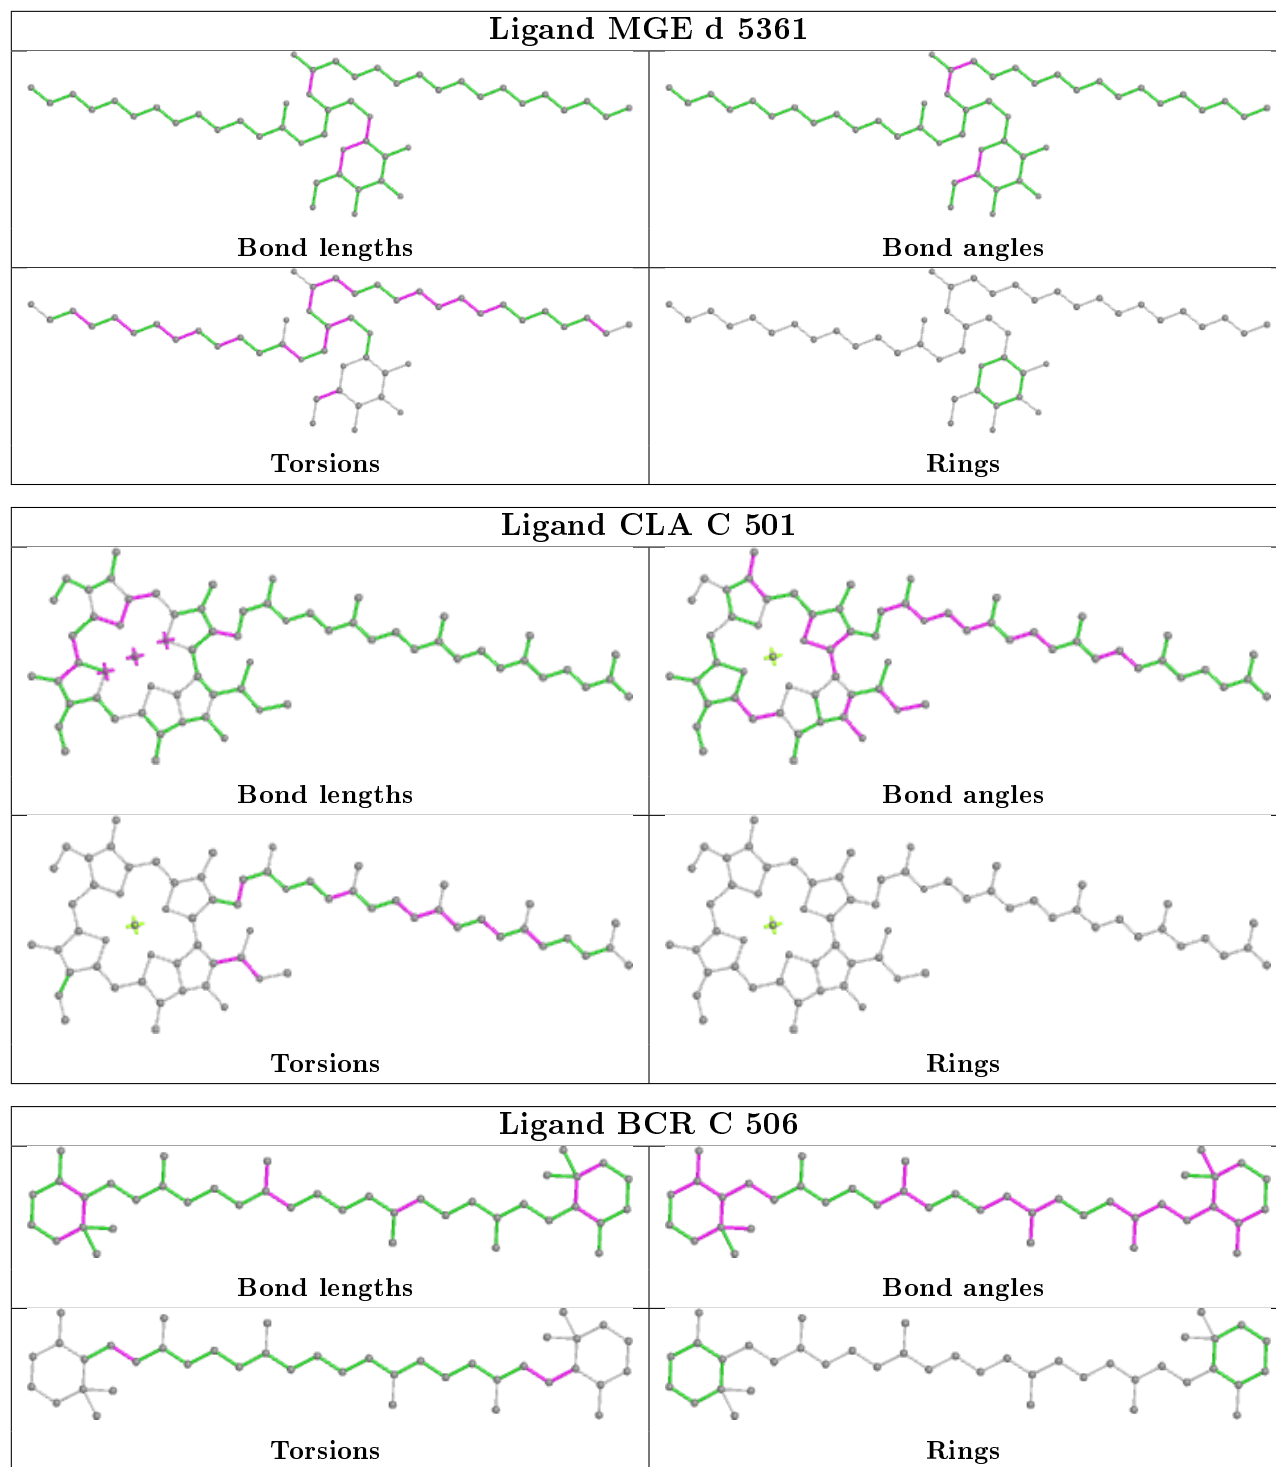 Ligand MGE d 5361
Bond lengths
Bond angles
Torsions
Rings
Ligand CLA C 501
Bond lengths
Bond angles
Torsions
Rings
Ligand BCR C 506
Bond lengths
Bond angles
Torsions
Rings